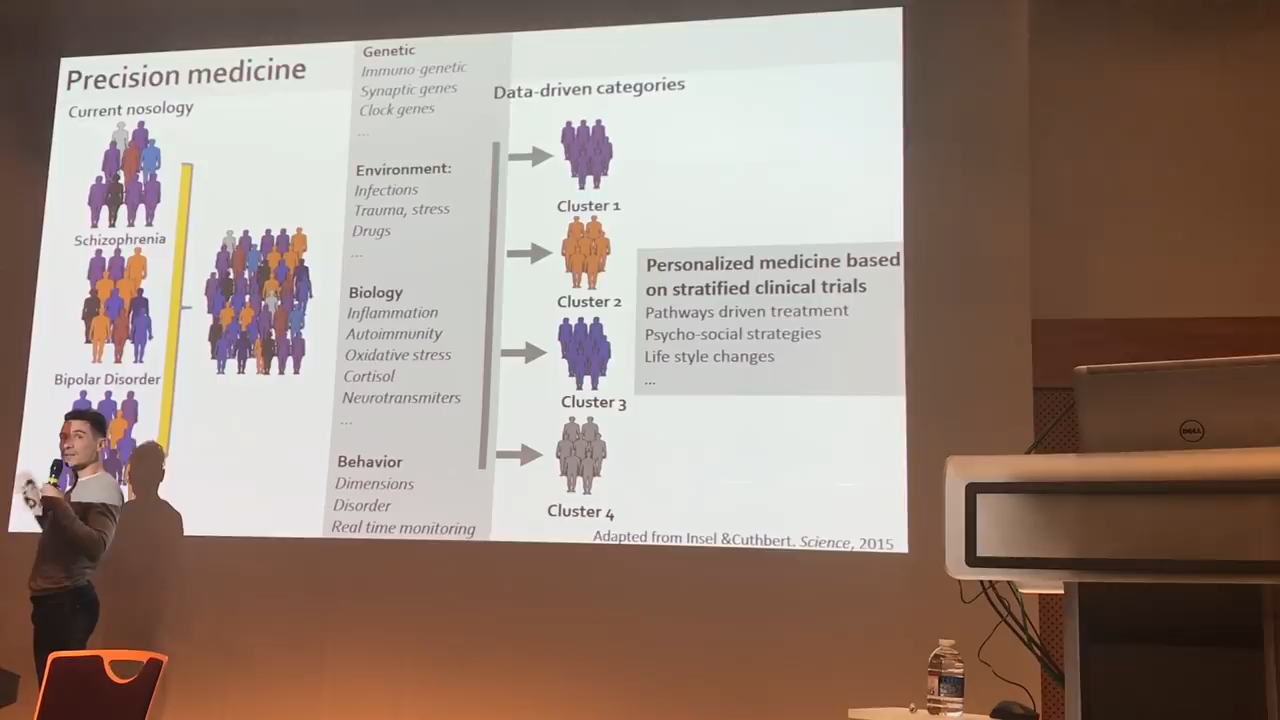 Precision medicine
Current nosology
Schizophrenia
Bipolar Disorder
Genetic
Immuno-genetic
Synaptic genes
Clock genes
...
Environment:
Infections
Trauma, stress
Drugs
...
Biology
Inflammation
Autoimmunity
Oxidative stress
Cortisol
Neurotransmiters
...
Behavior
Dimensions
Disorder
Real time monitoring
Data-driven categories
Cluster 1
Cluster 2
Cluster 3
Cluster 4
Personalized medicine based
on stratified clinical trials
Pathways driven treatment
Psycho-social strategies
Life style changes
...
Adapted from Insel &Cuthbert. Science, 2015
DELL